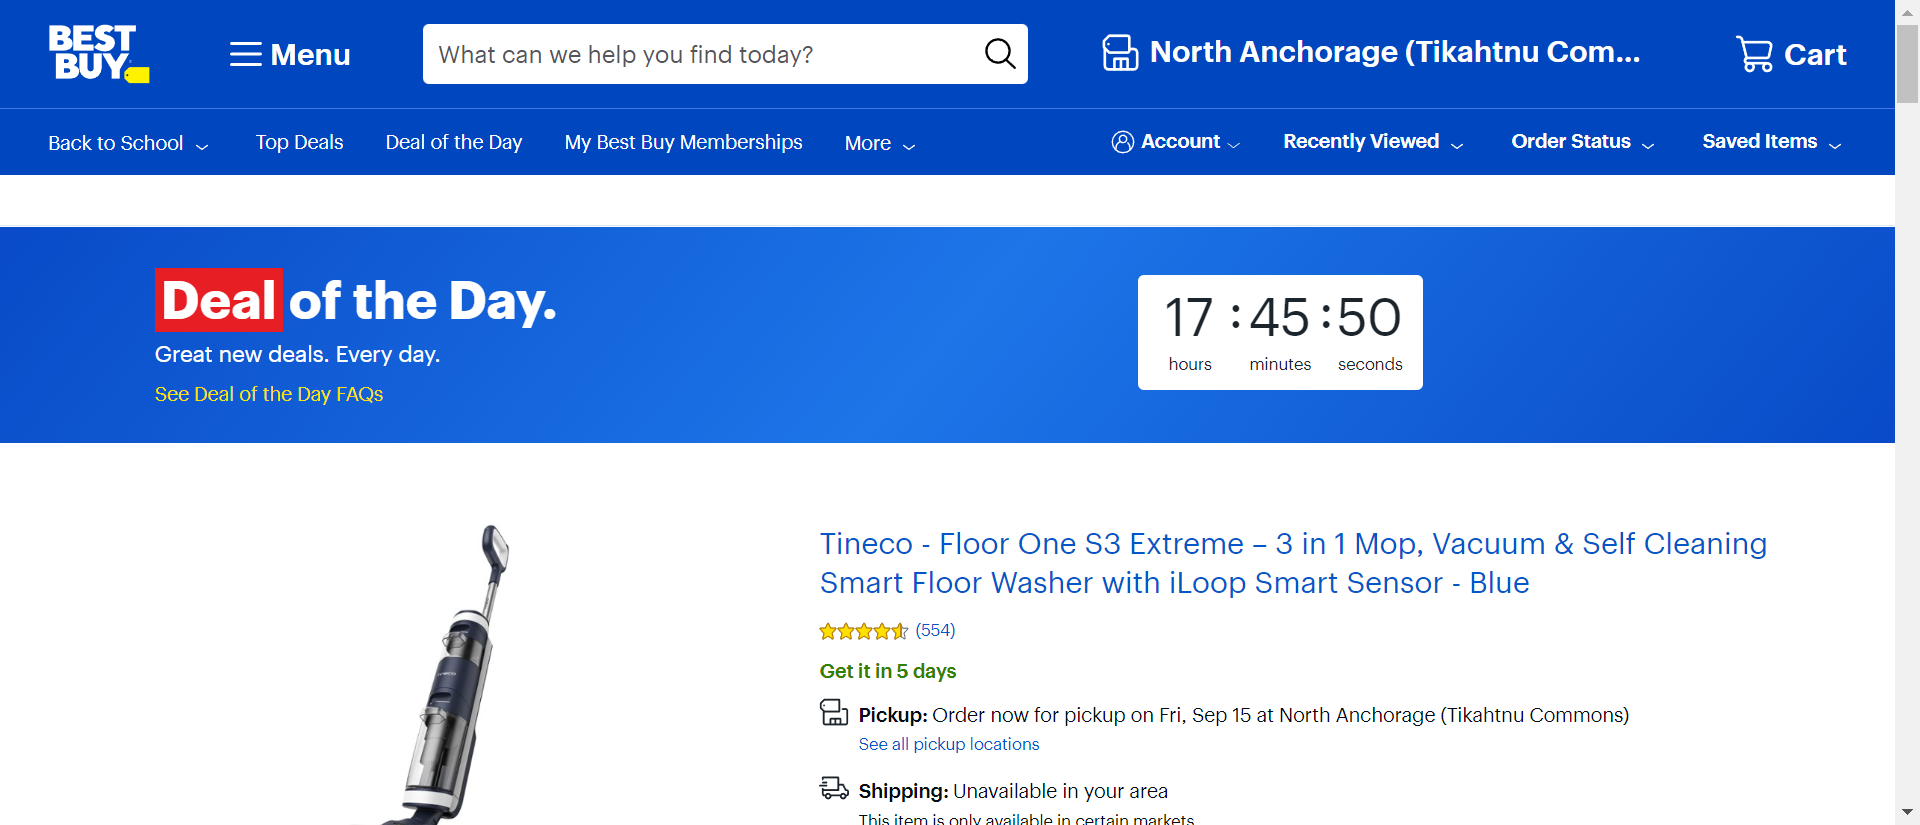 BEST
BUY
Menu
What can we help you find today?
North Anchorage (Tikahtnu Com...
Cart
Back to School
Top Deals
Deal of the Day
My Best Buy Memberships
More
Account
Recently Viewed
Order Status
Saved Items
Deal of the Day.
Great new deals. Every day.
See Deal of the Day FAQs
17 : 45 : 50
hours minutes seconds
Tineco - Floor One S3 Extreme – 3 in 1 Mop, Vacuum & Self Cleaning
Smart Floor Washer with iLoop Smart Sensor - Blue
(554)
Get it in 5 days
Pickup: Order now for pickup on Fri, Sep 15 at North Anchorage (Tikahtnu Commons)
See all pickup locations
Shipping: Unavailable in your area
This item is only available in certain markets